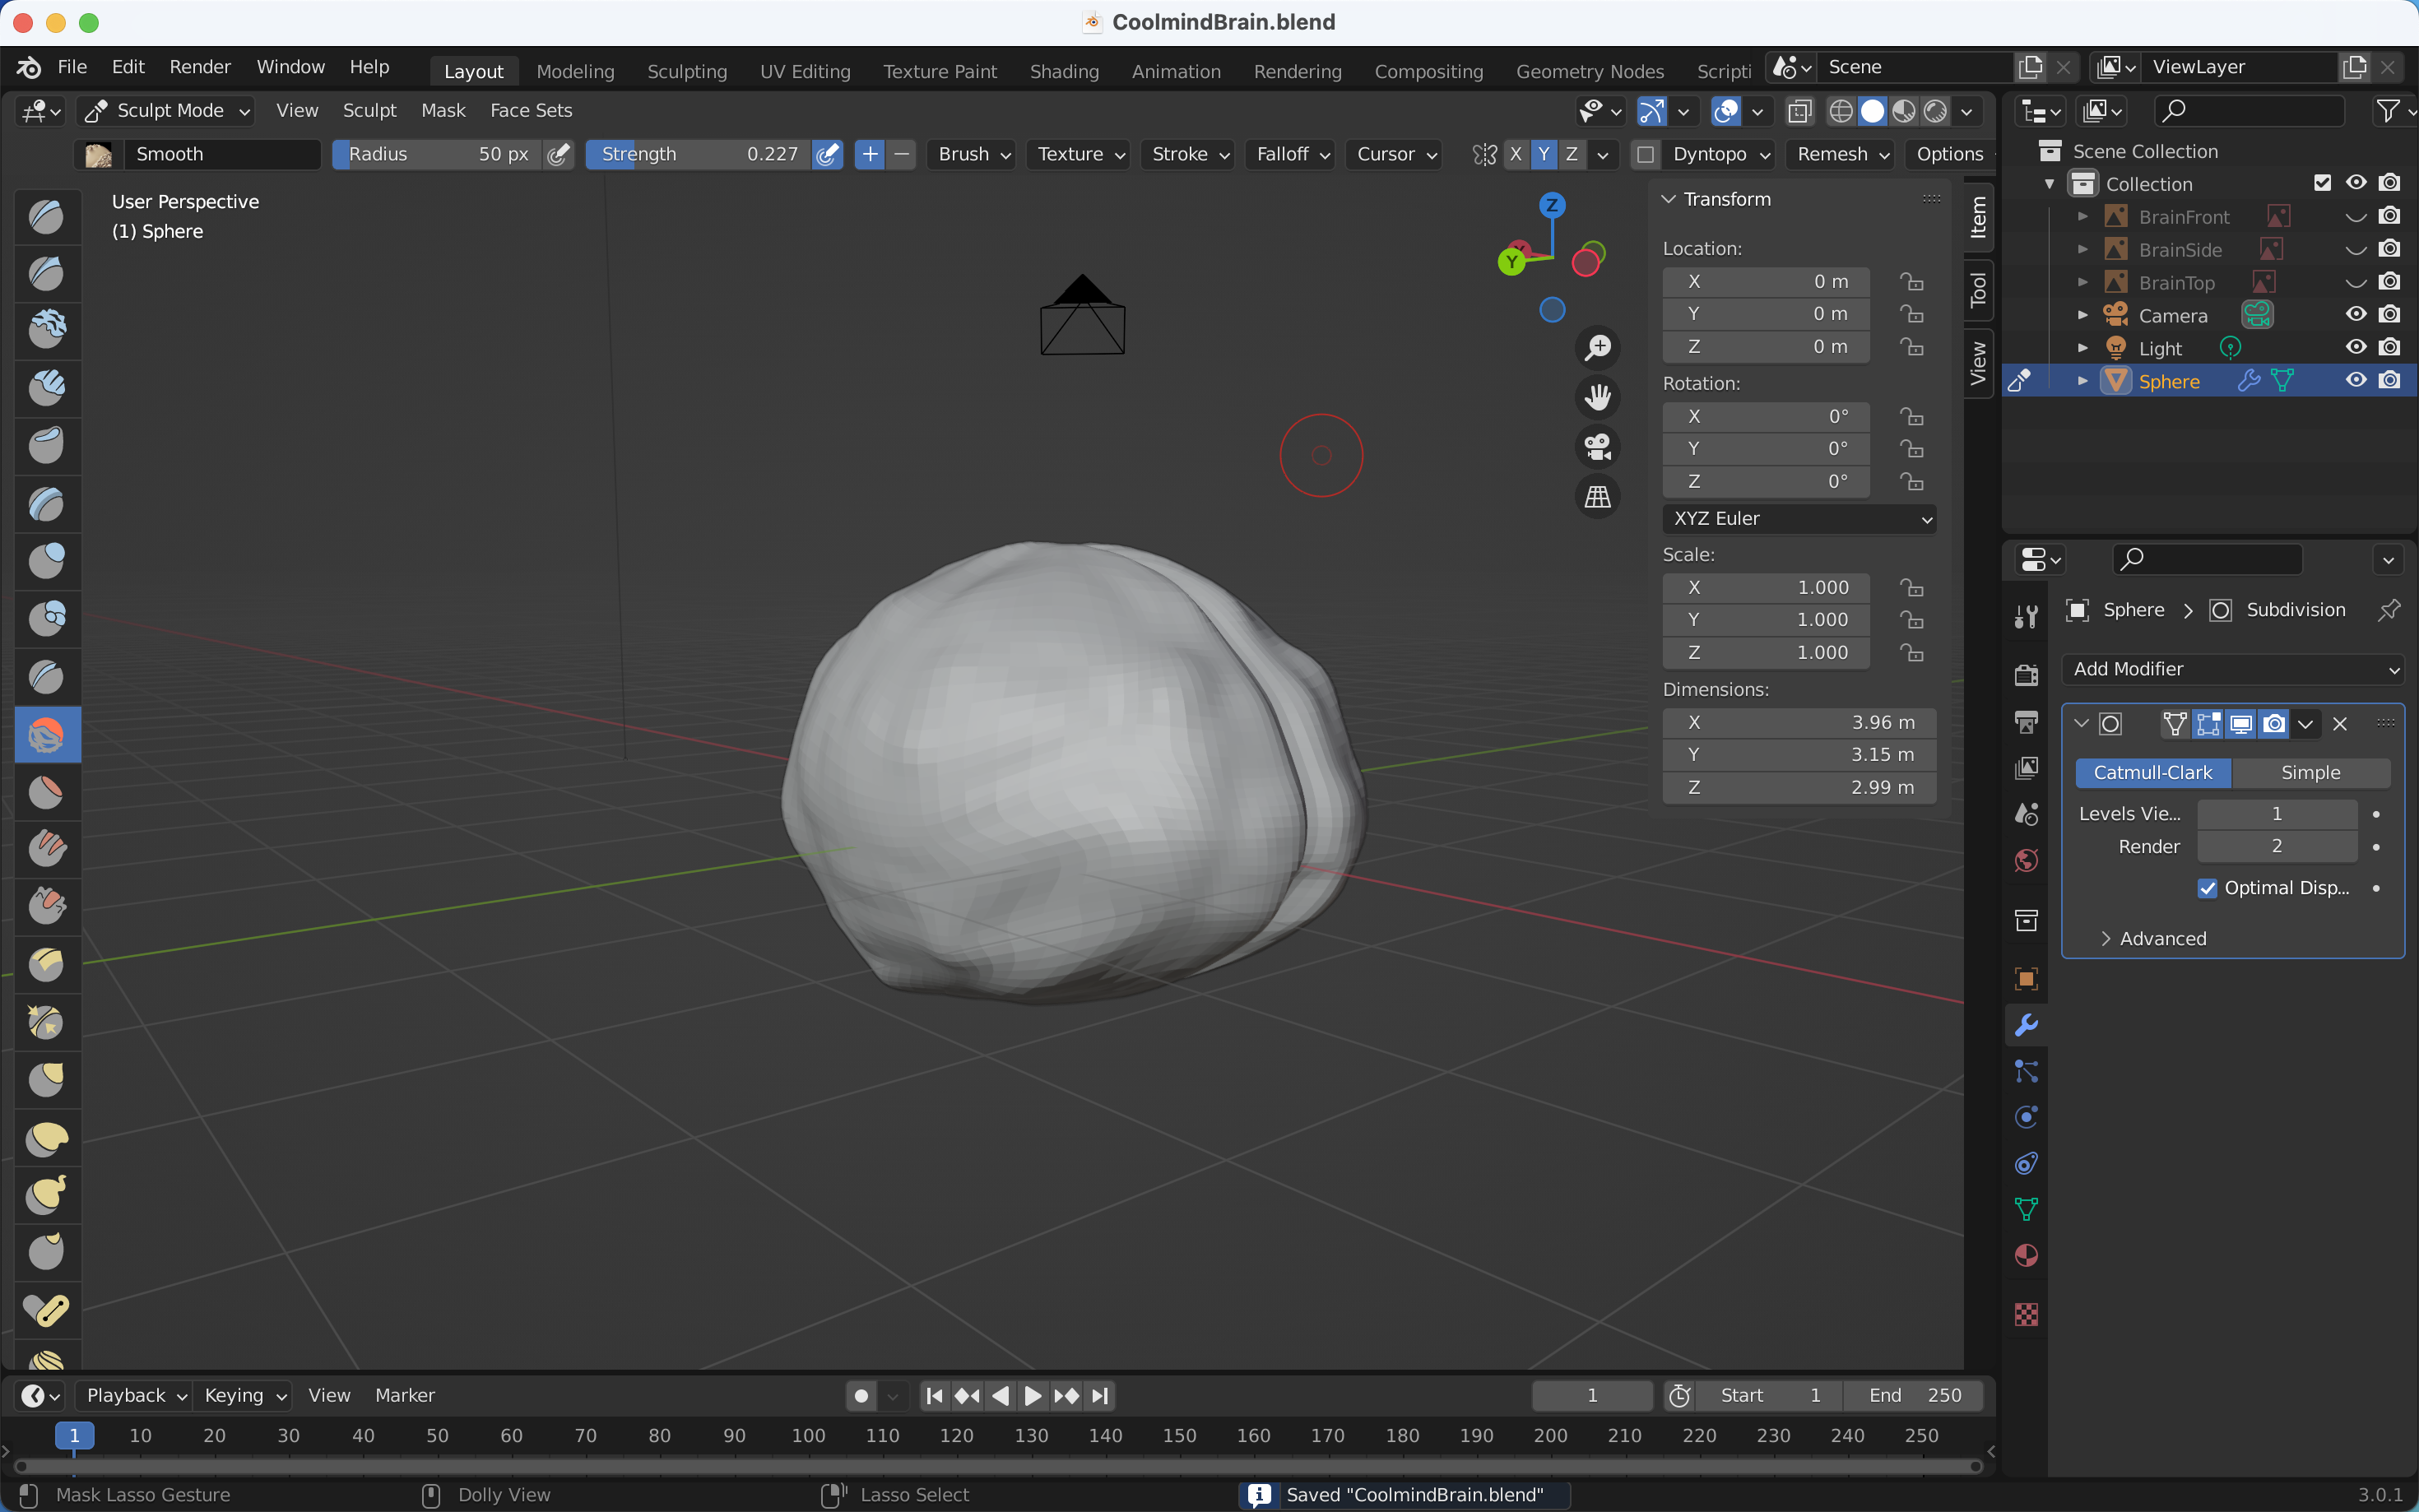 CoolmindBrain.blend
File Edit Render Window Help Layout Modeling Sculpting UV Editing Texture Paint Shading Animation Rendering Compositing Geometry Nodes Scripti Scene ViewLayer
Sculpt Mode View Sculpt Mask Face Sets
Smooth Radius 50 px Strength 0.227 Brush Texture Stroke Falloff Cursor X Y Z Dyntopo Remesh Options
User Perspective
(1) Sphere
Z
Y
Transform
Location:
X 0 m
Y 0 m
Z 0 m
Rotation:
X 0°
Y 0°
Z 0°
XYZ Euler
Scale:
X 1.000
Y 1.000
Z 1.000
Dimensions:
X 3.96 m
Y 3.15 m
Z 2.99 m
Item
Tool
View
Scene Collection
Collection
BrainFront
BrainSide
BrainTop
Camera
Light
Sphere
Sphere > Subdivision
Add Modifier
Catmull-Clark Simple
Levels Vie... 1
Render 2
Optimal Disp...
Advanced
Playback Keying View Marker 1 Start 1 End 250
1 10 20 30 40 50 60 70 80 90 100 110 120 130 140 150 160 170 180 190 200 210 220 230 240 250
Mask Lasso Gesture Dolly View Lasso Select Saved "CoolmindBrain.blend" 3.0.1